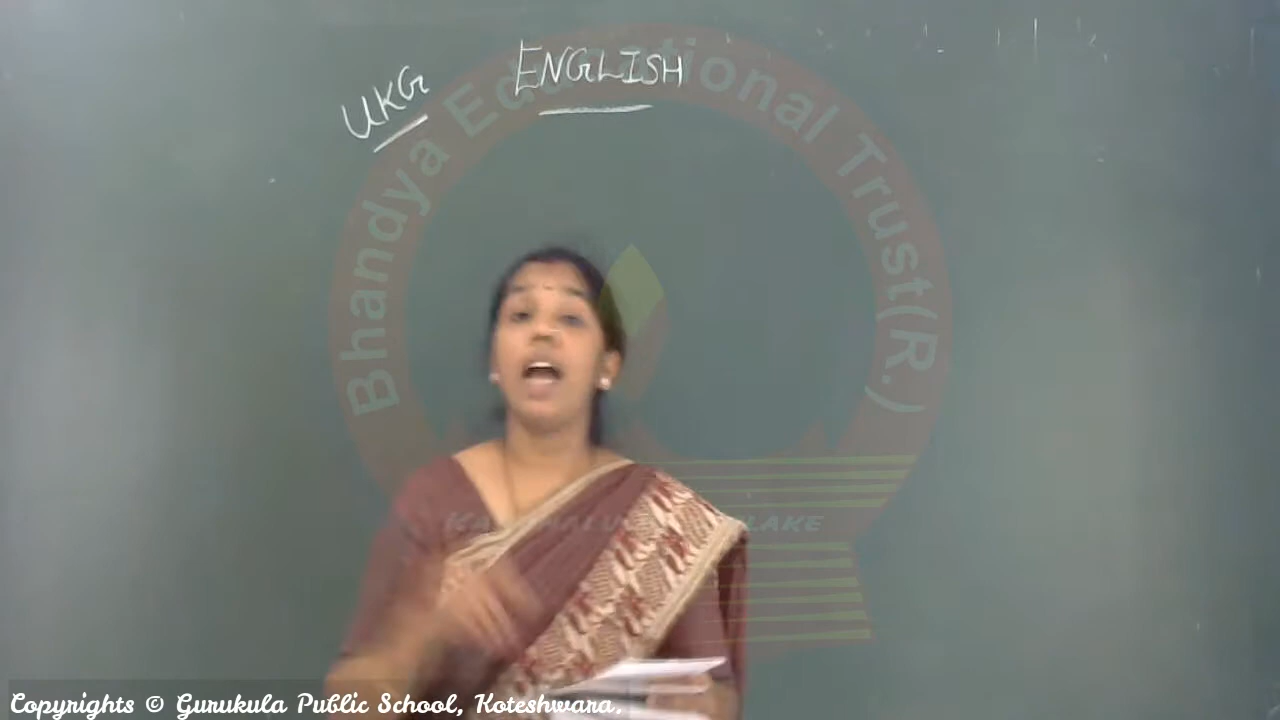 UKG ENGLISH
Bhandya Educational Trust(R.)
Copyrights © Gurukula Public School, Koteshwara.